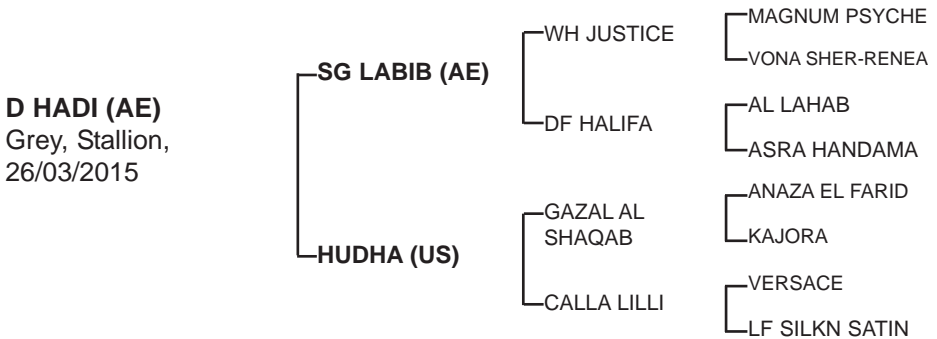 D HADI (AE)
Grey, Stallion,
26/03/2015
SG LABIB (AE)
HUDHA (US)
WH JUSTICE
DF HALIFA
GAZAL AL
SHAQAB
CALLA LILLI
MAGNUM PSYCHE
VONA SHER-RENEA
AL LAHAB
ASRA HANDAMA
ANAZA EL FARID
KAJORA
VERSACE
LF SILKN SATIN